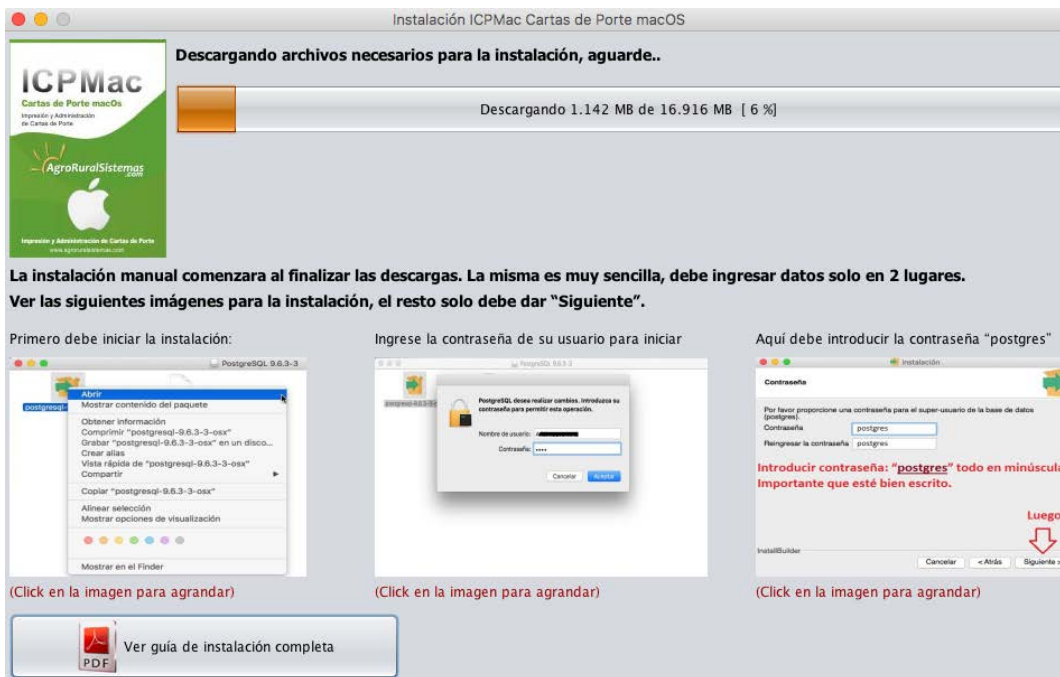 Instalación ICPMac Cartas de Porte macOS
ICPMac
Cartas de Porte macOs
Impresión y Administración
de Cartas de Porte
AgroRuralSistemas
.com
Impresión y Administración de Cartas de Porte
www.agroruralsistemas.com
Descargando archivos necesarios para la instalación, aguarde..
Descargando 1.142 MB de 16.916 MB [ 6 %]
La instalación manual comenzara al finalizar las descargas. La misma es muy sencilla, debe ingresar datos solo en 2 lugares.
Ver las siguientes imágenes para la instalación, el resto solo debe dar “Siguiente”.
Primero debe iniciar la instalación:
PostgreSQL 9.6.3-3
postgresql-
Abrir
Mostrar contenido del paquete
Obtener información
Comprimir “postgresql-9.6.3-3-osx”
Grabar “postgresql-9.6.3-3-osx” en un disco...
Crear alias
Vista rápida de “postgresql-9.6.3-3-osx”
Compartir
Copiar “postgresql-9.6.3-3-osx”
Alinear selección
Mostrar opciones de visualización
Mostrar en el Finder
(Click en la imagen para agrandar)
Ingrese la contraseña de su usuario para iniciar
PostgreSQL 9.6.3-3
PostgreSQL desea realizar cambios. Introduzca su
contraseña para permitir esta operación.
Nombre de usuario:
Contraseña:
Cancelar Aceptar
(Click en la imagen para agrandar)
Aquí debe introducir la contraseña “postgres”
Instalación
Contraseña
Por favor proporcione una contraseña para el super-usuario de la base de datos
(postgres).
Contraseña postgres
Reingresar la contraseña postgres
Introducir contraseña: “postgres” todo en minúscula
Importante que esté bien escrito.
Luego
InstallBuilder
Cancelar < Atrás Siguiente >
(Click en la imagen para agrandar)
PDF
Ver guía de instalación completa